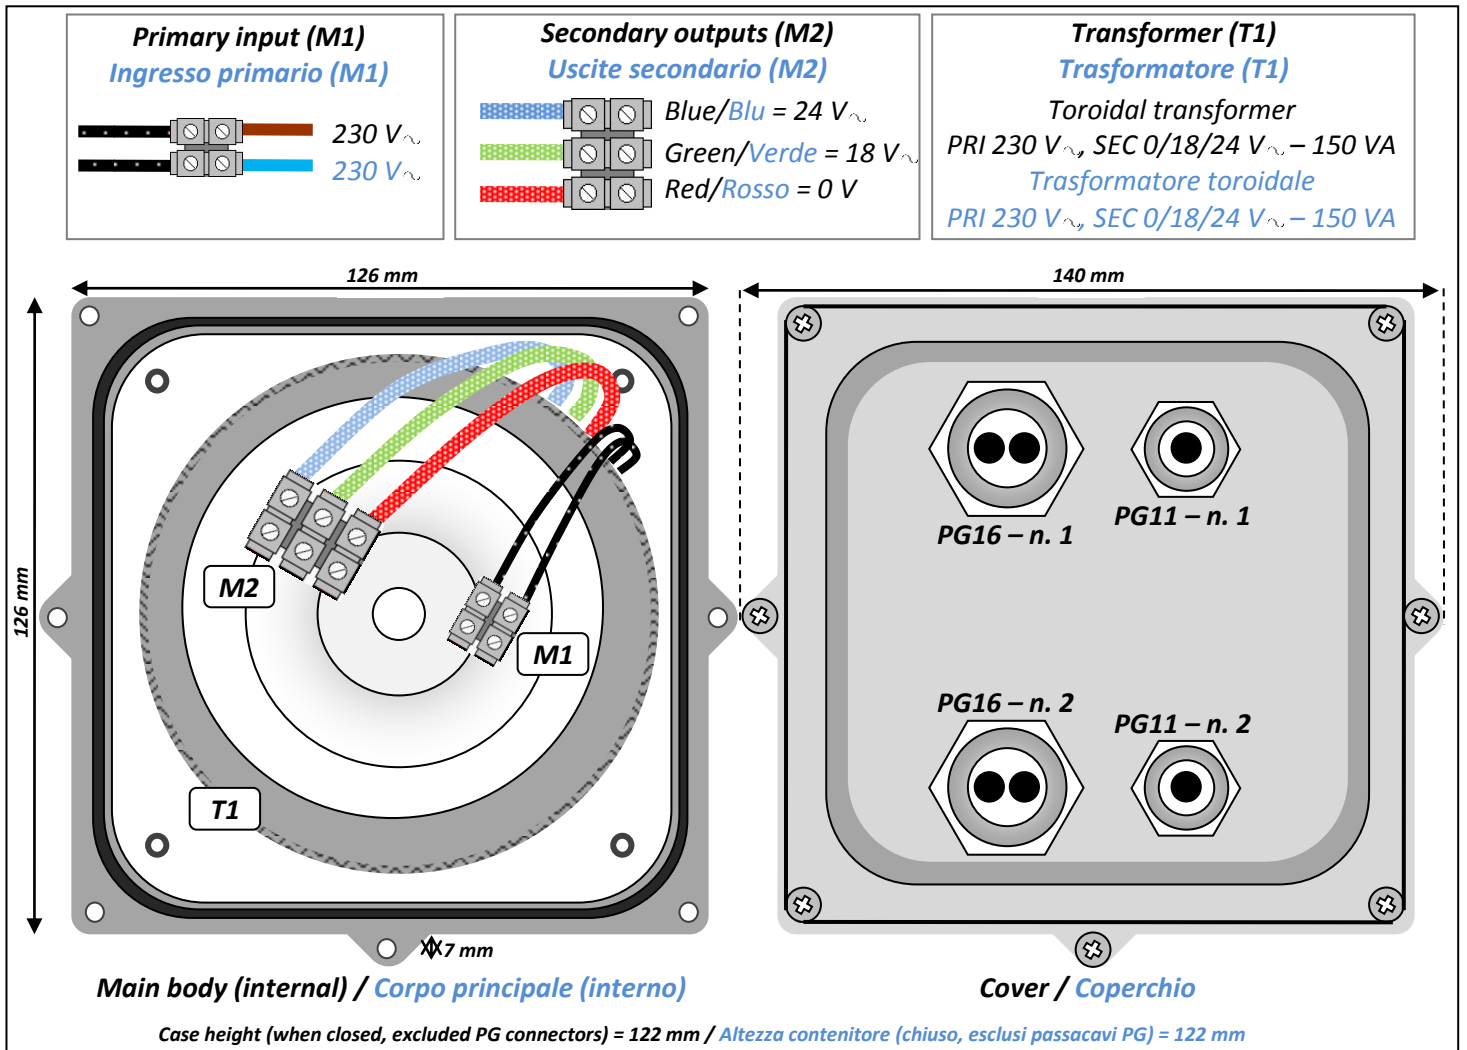 Primary input (M1)
Ingresso primario (M1)
230 V∿
230 V∿
Secondary outputs (M2)
Uscite secondario (M2)
Blue/Blu = 24 V∿
Green/Verde = 18 V∿
Red/Rosso = 0 V
Transformer (T1)
Trasformatore (T1)
Toroidal transformer
PRI 230 V∿, SEC 0/18/24 V∿ – 150 VA
Trasformatore toroidale
PRI 230 V∿, SEC 0/18/24 V∿ – 150 VA
126 mm
140 mm
126 mm
M2
M1
T1
7 mm
PG16 – n. 1
PG11 – n. 1
PG16 – n. 2
PG11 – n. 2
Main body (internal) / Corpo principale (interno)
Cover / Coperchio
Case height (when closed, excluded PG connectors) = 122 mm / Altezza contenitore (chiuso, esclusi passacavi PG) = 122 mm